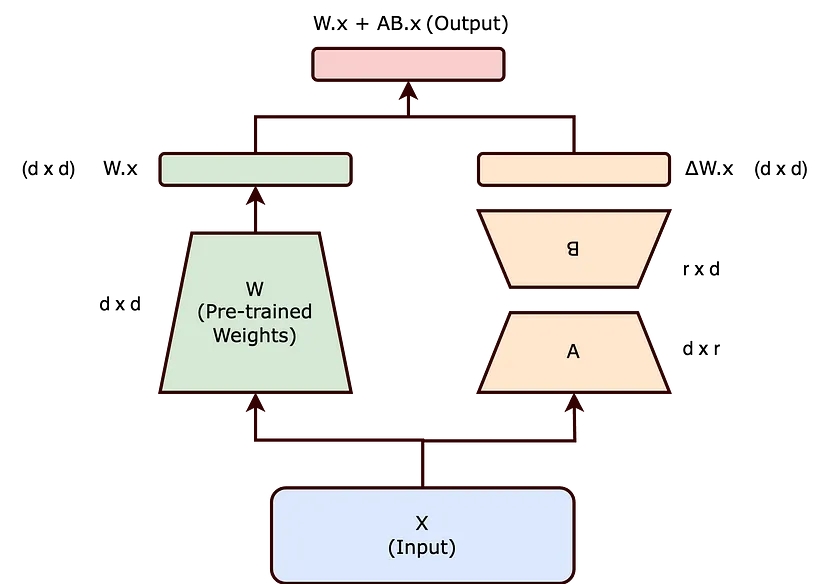 W.x + AB.x (Output)
(d x d) W.x
ΔW.x (d x d)
B
r x d
W
(Pre-trained
Weights)
d x d
A
d x r
X
(Input)